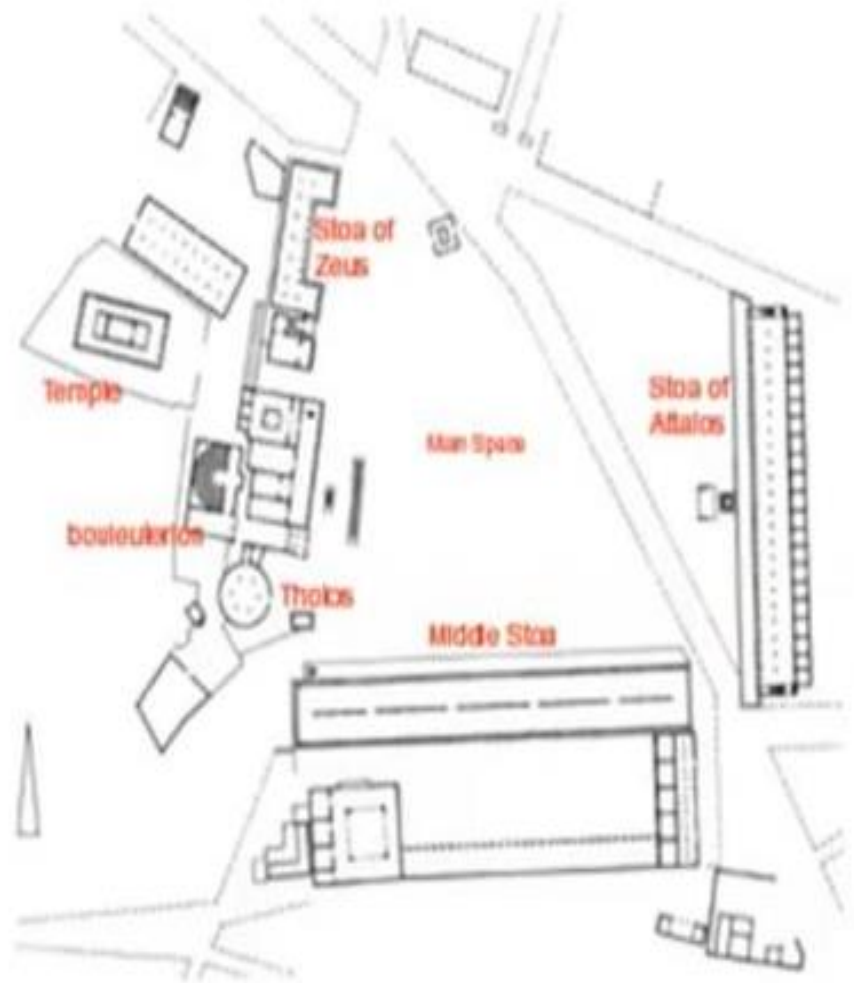 Stoa of
Zeus
Temple
Stoa of
Attalos
Main Space
bouleuterion
Tholos
Middle Stoa